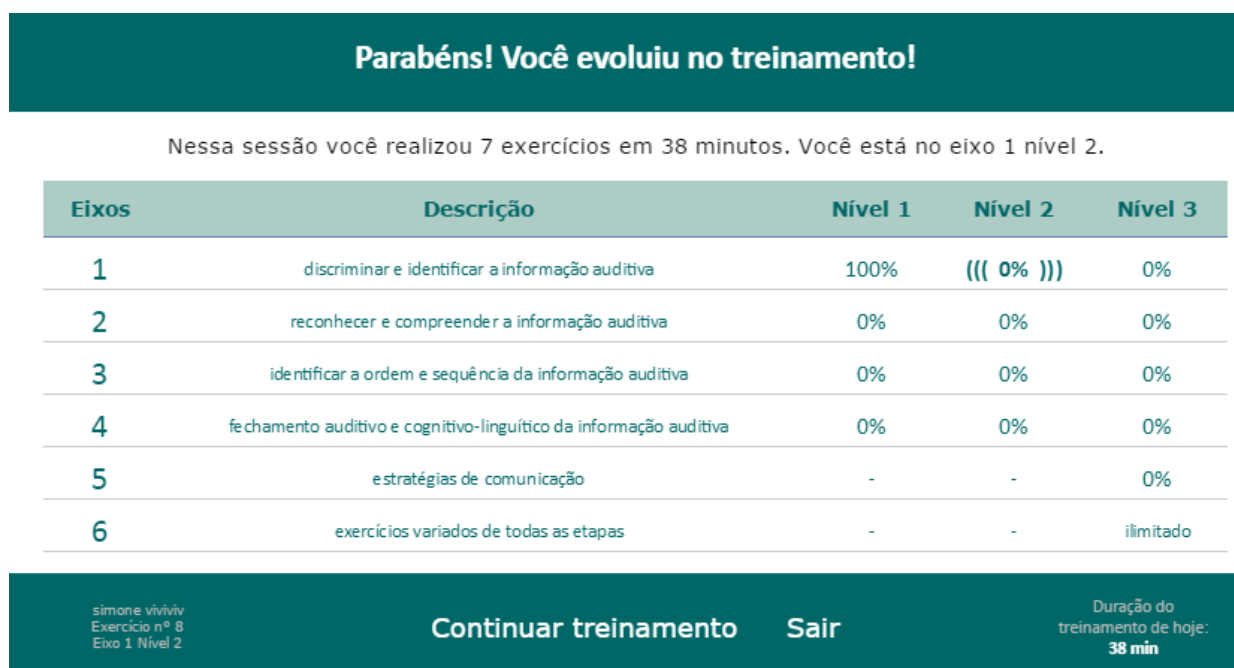 Parabéns! Você evoluiu no treinamento!
Nessa sessão você realizou 7 exercícios em 38 minutos. Você está no eixo 1 nível 2.
Eixos Descrição Nível 1 Nível 2 Nível 3
1 discriminar e identificar a informação auditiva 100% ((( 0% ))) 0%
2 reconhecer e compreender a informação auditiva 0% 0% 0%
3 identificar a ordem e sequência da informação auditiva 0% 0% 0%
4 fechamento auditivo e cognitivo-linguítico da informação auditiva 0% 0% 0%
5 estratégias de comunicação - - 0%
6 exercícios variados de todas as etapas - - ilimitado
simone viviviv
Exercício nº 8
Eixo 1 Nível 2
Continuar treinamento Sair
Duração do
treinamento de hoje:
38 min